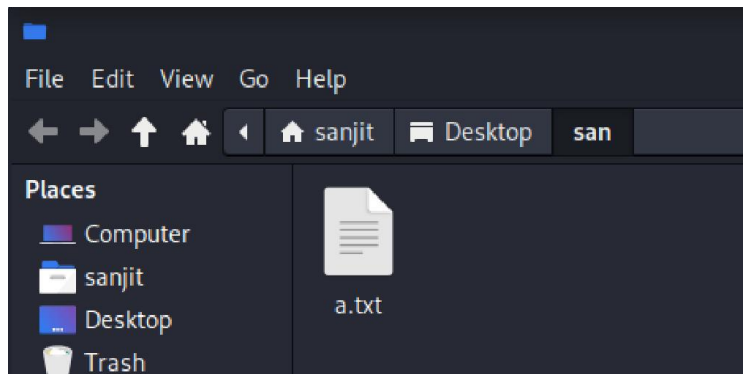 File Edit View Go Help
sanjit Desktop san
Places
Computer
sanjit
Desktop
Trash
a.txt